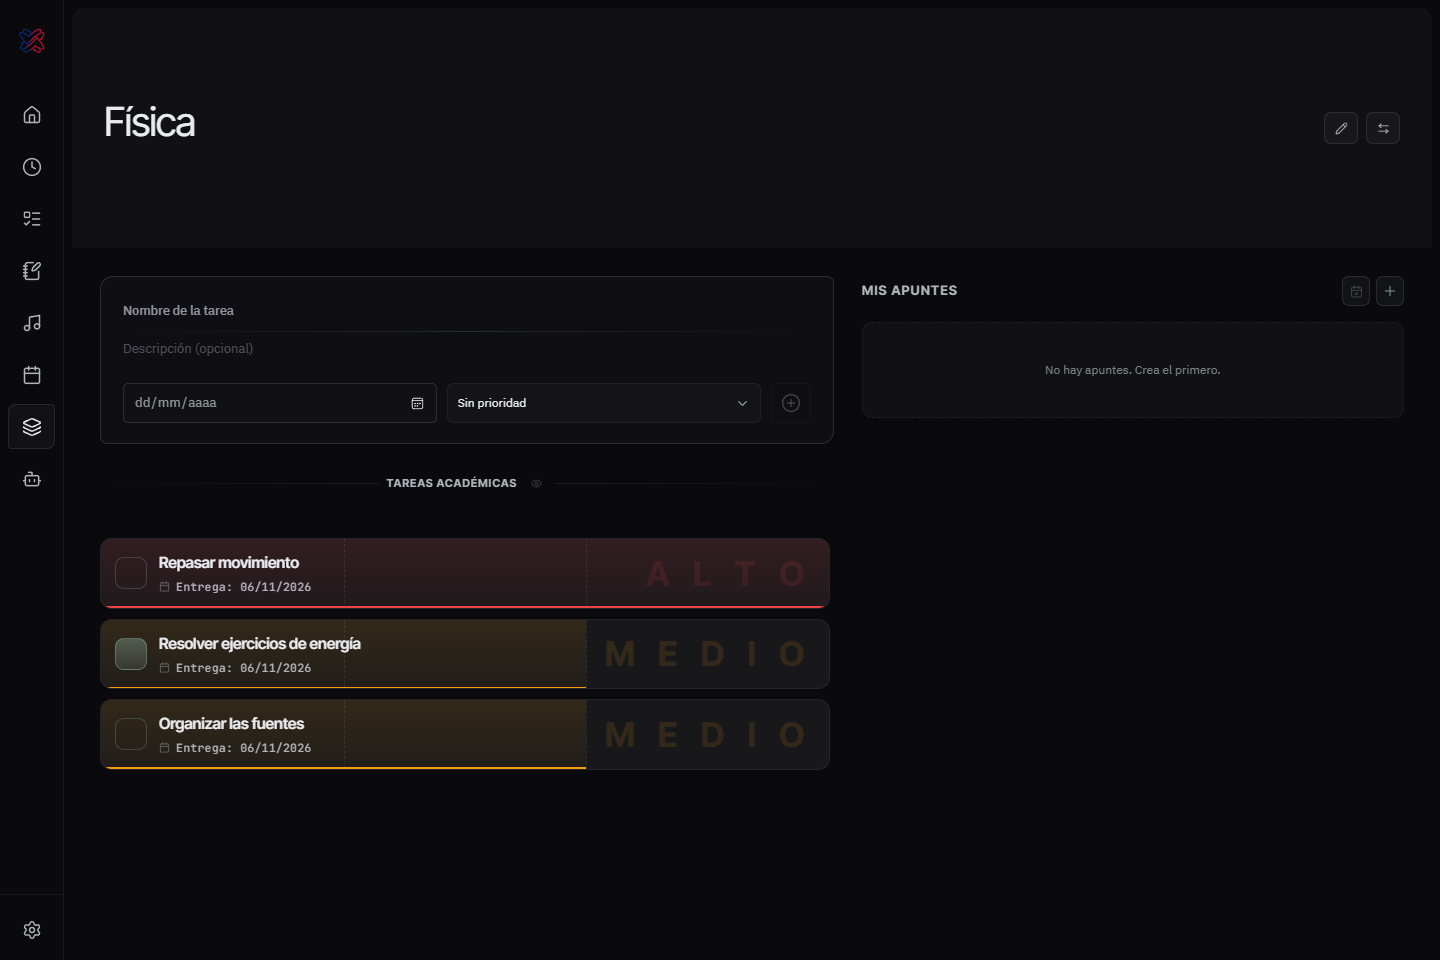 Física
Nombre de la tarea
Descripción (opcional)
dd/mm/aaaa
Sin prioridad
TAREAS ACADÉMICAS
Repasar movimiento
Entrega: 06/11/2026
ALTO
Resolver ejercicios de energía
Entrega: 06/11/2026
MEDIO
Organizar las fuentes
Entrega: 06/11/2026
MEDIO
MIS APUNTES
No hay apuntes. Crea el primero.